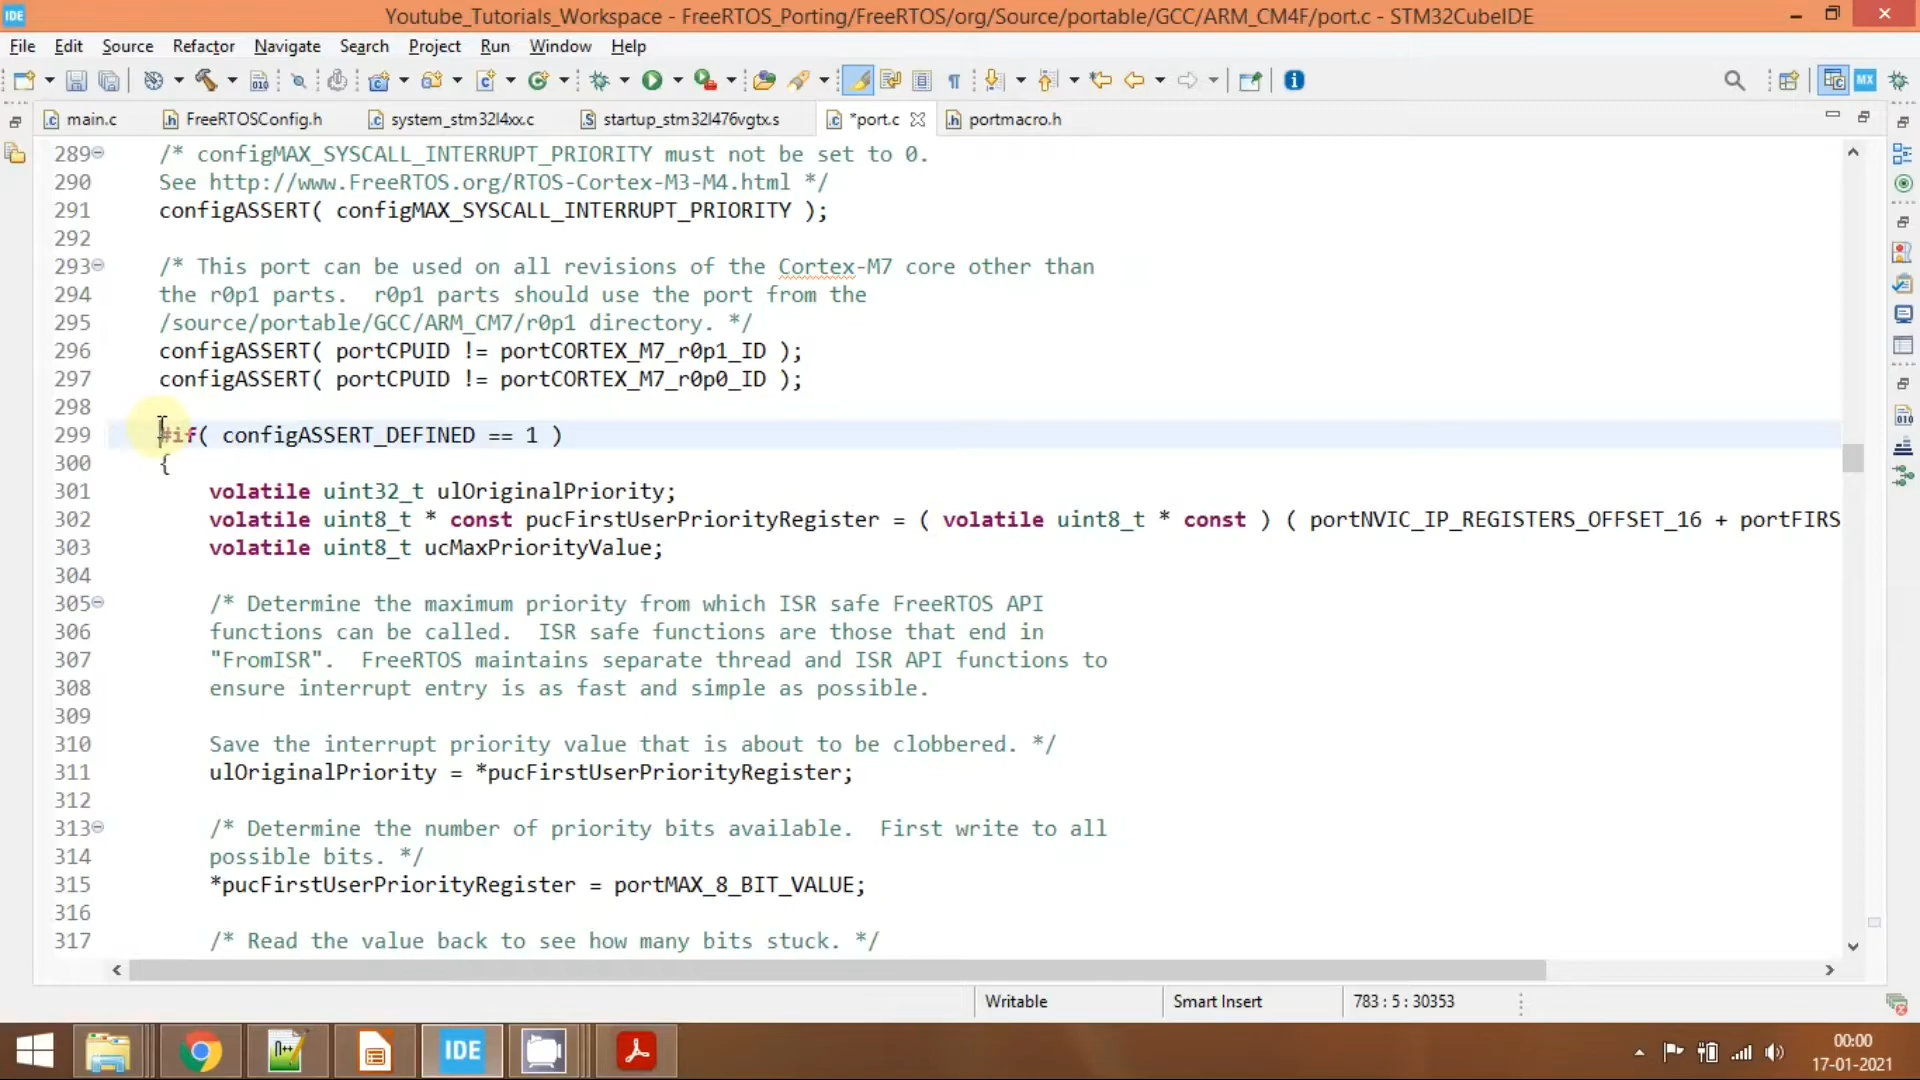 IDE
Youtube_Tutorials_Workspace - FreeRTOS_Porting/FreeRTOS/org/Source/portable/GCC/ARM_CM4F/port.c - STM32CubeIDE
File Edit Source Refactor Navigate Search Project Run Window Help
MX
main.c FreeRTOSConfig.h system_stm32l4xx.c startup_stm32l476vgtx.s *port.c portmacro.h
289 /* configMAX_SYSCALL_INTERRUPT_PRIORITY must not be set to 0.
290 See http://www.FreeRTOS.org/RTOS-Cortex-M3-M4.html */
291 configASSERT( configMAX_SYSCALL_INTERRUPT_PRIORITY );
292
293 /* This port can be used on all revisions of the Cortex-M7 core other than
294 the r0p1 parts.  r0p1 parts should use the port from the
295 /source/portable/GCC/ARM_CM7/r0p1 directory. */
296 configASSERT( portCPUID != portCORTEX_M7_r0p1_ID );
297 configASSERT( portCPUID != portCORTEX_M7_r0p0_ID );
298
299 #if( configASSERT_DEFINED == 1 )
300 {
301 volatile uint32_t ulOriginalPriority;
302 volatile uint8_t * const pucFirstUserPriorityRegister = ( volatile uint8_t * const ) ( portNVIC_IP_REGISTERS_OFFSET_16 + portFIRS
303 volatile uint8_t ucMaxPriorityValue;
304
305 /* Determine the maximum priority from which ISR safe FreeRTOS API
306 functions can be called.  ISR safe functions are those that end in
307 "FromISR".  FreeRTOS maintains separate thread and ISR API functions to
308 ensure interrupt entry is as fast and simple as possible.
309
310 Save the interrupt priority value that is about to be clobbered. */
311 ulOriginalPriority = *pucFirstUserPriorityRegister;
312
313 /* Determine the number of priority bits available.  First write to all
314 possible bits. */
315 *pucFirstUserPriorityRegister = portMAX_8_BIT_VALUE;
316
317 /* Read the value back to see how many bits stuck. */
Writable Smart Insert 783 : 5 : 30353
IDE
00:00
17-01-2021